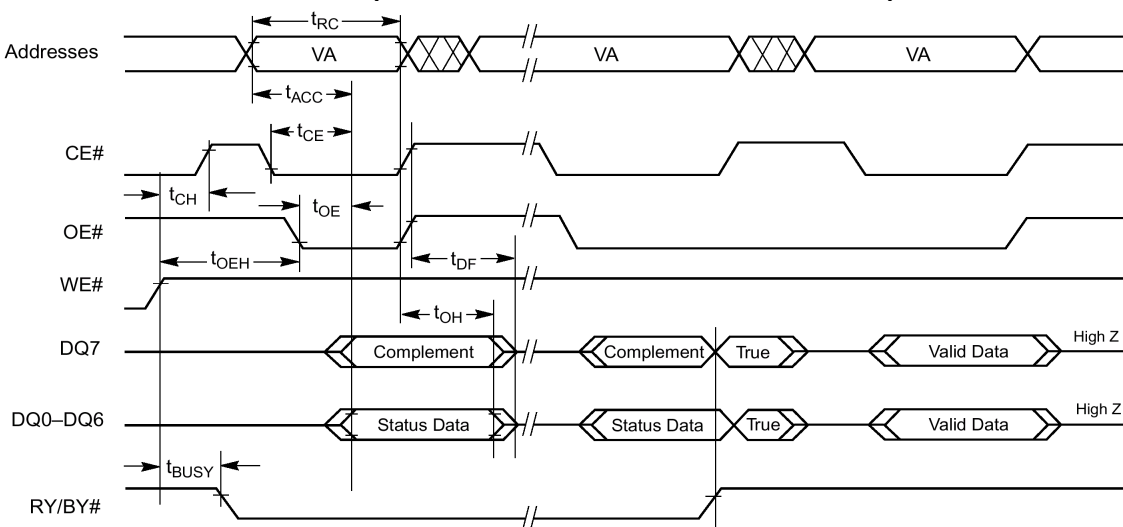 tRC
Addresses VA VA VA
tACC
tCE
CE#
tCH
tOE
OE#
tOEH
tDF
WE#
tOH
DQ7 Complement Complement True Valid Data High Z
DQ0–DQ6 Status Data Status Data True Valid Data High Z
tBUSY
RY/BY#